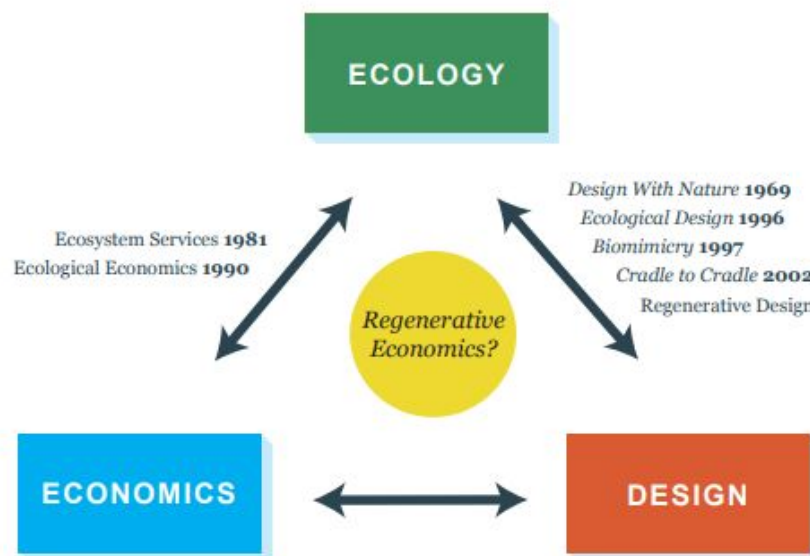 ECOLOGY
Design With Nature 1969
Ecological Design 1996
Biomimicry 1997
Cradle to Cradle 2002
Regenerative Design
Ecosystem Services 1981
Ecological Economics 1990
Regenerative
Economics?
ECONOMICS
DESIGN